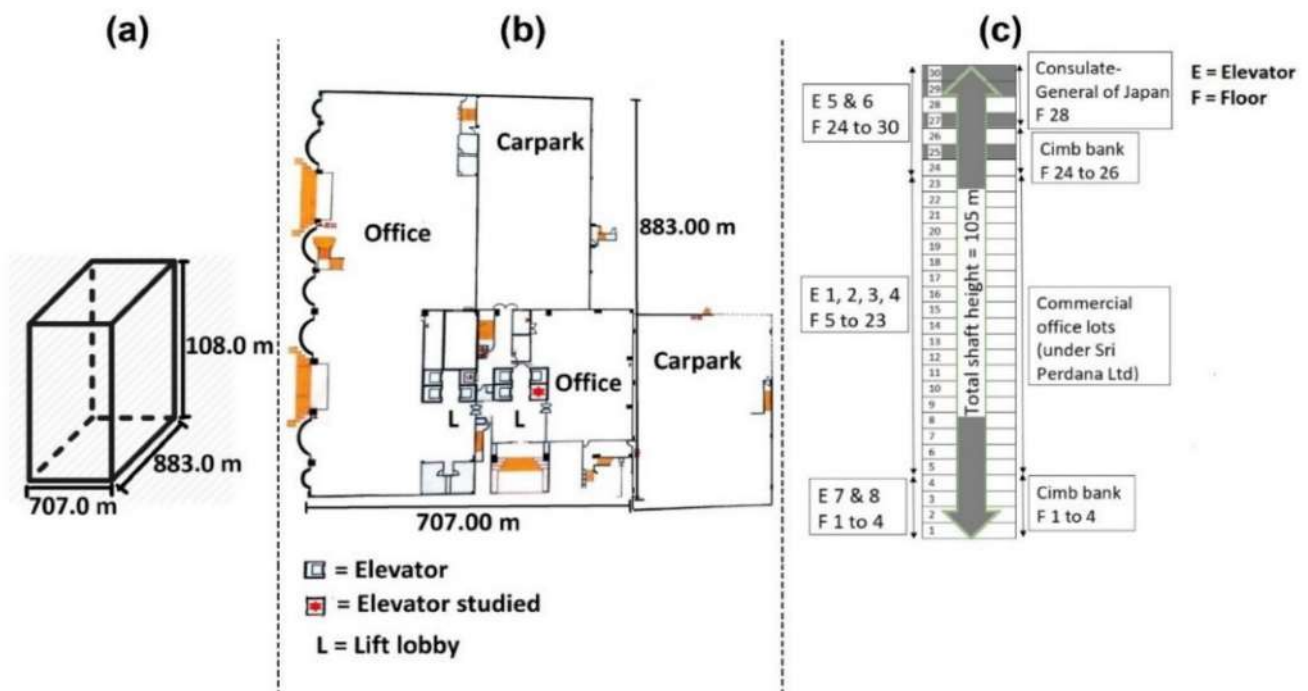 (a)
108.0 m
883.0 m
707.0 m
(b)
Carpark
Office
883.00 m
Carpark
Office
L
L
707.00 m
= Elevator
= Elevator studied
L = Lift lobby
(c)
E 5 & 6
F 24 to 30
E 1, 2, 3, 4
F 5 to 23
E 7 & 8
F 1 to 4
30
29
28
27
26
25
24
23
22
21
20
19
18
17
16
15
14
13
12
11
10
9
8
7
6
5
4
3
2
1
Total shaft height = 105 m
Consulate-
General of Japan
F 28
Cimb bank
F 24 to 26
Commercial
office lots
(under Sri
Perdana Ltd)
Cimb bank
F 1 to 4
E = Elevator
F = Floor